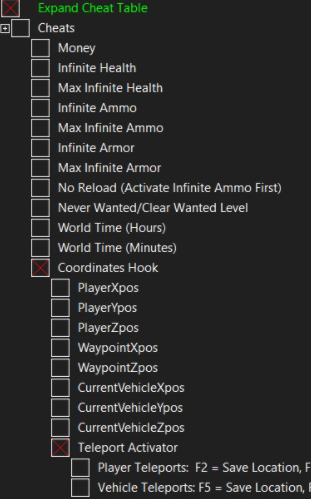 Expand Cheat Table
Cheats
Money
Infinite Health
Max Infinite Health
Infinite Ammo
Max Infinite Ammo
Infinite Armor
Max Infinite Armor
No Reload (Activate Infinite Ammo First)
Never Wanted/Clear Wanted Level
World Time (Hours)
World Time (Minutes)
Coordinates Hook
PlayerXpos
PlayerYpos
PlayerZpos
WaypointXpos
WaypointZpos
CurrentVehicleXpos
CurrentVehicleYpos
CurrentVehicleZpos
Teleport Activator
Player Teleports: F2 = Save Location, F
Vehicle Teleports: F5 = Save Location,